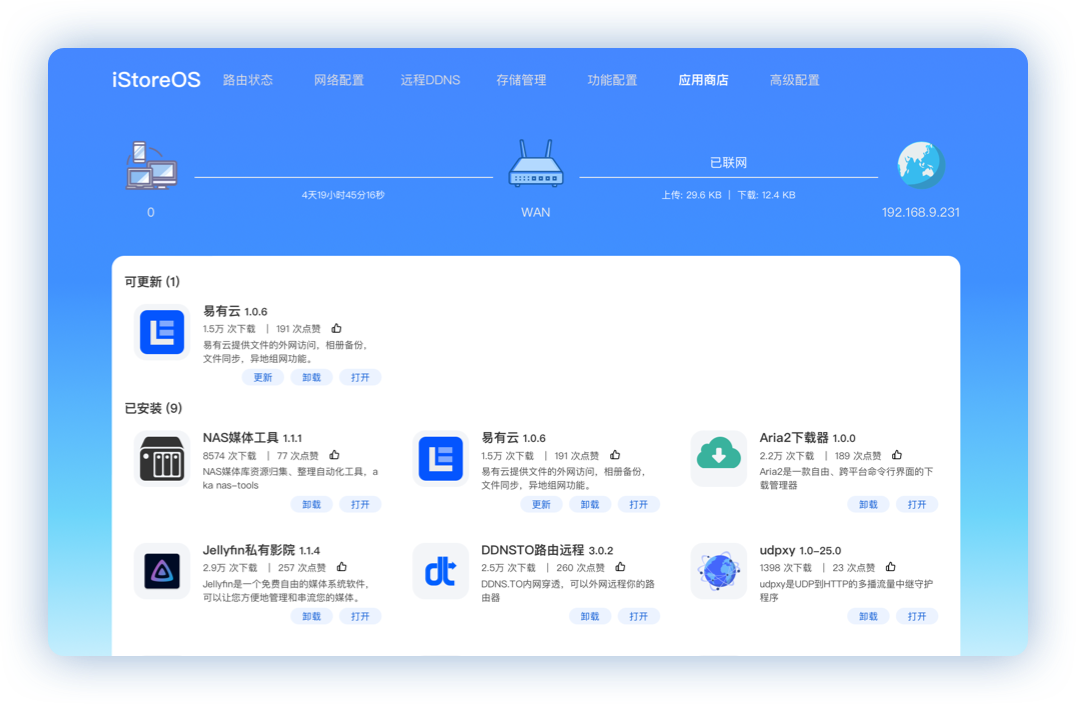 iStoreOS 路由状态 网络配置 远程DDNS 存储管理 功能配置 应用商店 高级配置
已联网
4天19小时45分16秒 上传: 29.6 KB | 下载: 12.4 KB
0 WAN 192.168.9.231
可更新 (1)
易有云 1.0.6
1.5万 次下载 | 191 次点赞
易有云提供文件的外网访问，相册备份，
文件同步，异地组网功能。
更新 卸载 打开
已安装 (9)
NAS媒体工具 1.1.1
8574 次下载 | 77 次点赞
NAS媒体库资源归集、整理自动化工具，a
ka nas-tools
卸载 打开
易有云 1.0.6
1.5万 次下载 | 191 次点赞
易有云提供文件的外网访问，相册备份，
文件同步，异地组网功能。
更新 卸载 打开
Aria2下载器 1.0.0
2.2万 次下载 | 189 次点赞
Aria2是一款自由、跨平台命令行界面的下
载管理器
卸载 打开
Jellyfin私有影院 1.1.4
2.9万 次下载 | 257 次点赞
Jellyfin是一个免费自由的媒体系统软件，
可以让您方便地管理和串流您的媒体。
卸载 打开
DDNSTO路由远程 3.0.2
2.5万 次下载 | 260 次点赞
DDNS.TO内网穿透，可以外网远程你的路
由器
卸载 打开
udpxy 1.0-25.0
1398 次下载 | 23 次点赞
udpxy是UDP到HTTP的多播流量中继守护
程序
卸载 打开